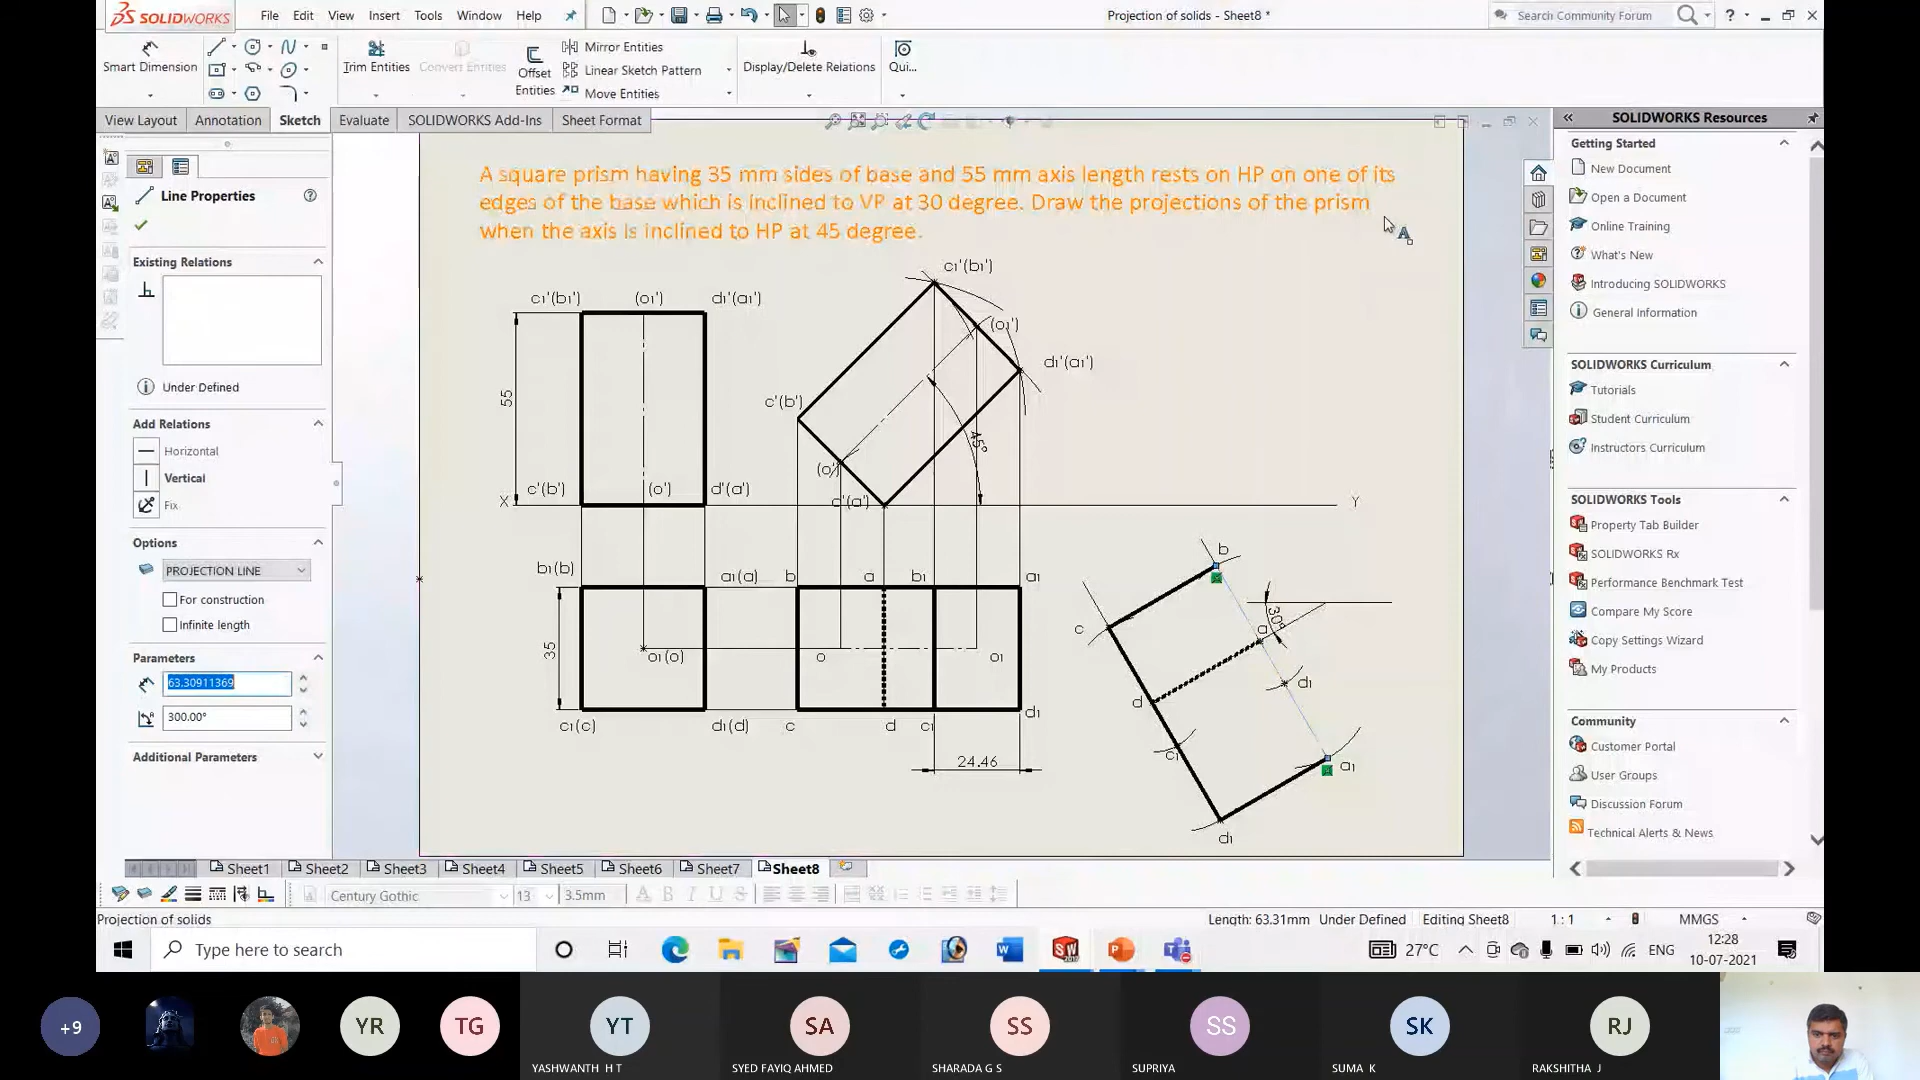 SOLIDWORKS
File Edit View Insert Tools Window Help
Projection of solids - Sheet8 *
Search Community Forum
Smart Dimension
Trim Entities
Convert Entities
Offset Entities
Mirror Entities
Linear Sketch Pattern
Move Entities
Display/Delete Relations
Qui...
View Layout Annotation Sketch Evaluate SOLIDWORKS Add-Ins Sheet Format
Line Properties
Existing Relations
Under Defined
Add Relations
Horizontal
Vertical
Fix
Options
PROJECTION LINE
For construction
Infinite length
Parameters
63.30911369
300.00°
Additional Parameters
A square prism having 35 mm sides of base and 55 mm axis length rests on HP on one of its
edges of the base which is inclined to VP at 30 degree. Draw the projections of the prism
when the axis is inclined to HP at 45 degree.
c1'(b1') (o1') d1'(a1')
55
c'(b') (o') d'(a')
X Y
c1'(b1')
(o1')
d1'(a1')
c'(b')
45°
b1(b) a1(a)
35
o1(o)
c1(c) d1(d)
b a b1 a1
o o1
c d c1 d1
24.46
b
c
30°
a
d1
d
c1
a1
d1
SOLIDWORKS Resources
Getting Started
New Document
Open a Document
Online Training
What's New
Introducing SOLIDWORKS
General Information
SOLIDWORKS Curriculum
Tutorials
Student Curriculum
Instructors Curriculum
SOLIDWORKS Tools
Property Tab Builder
SOLIDWORKS Rx
Performance Benchmark Test
Compare My Score
Copy Settings Wizard
My Products
Community
Customer Portal
User Groups
Discussion Forum
Technical Alerts & News
Sheet1 Sheet2 Sheet3 Sheet4 Sheet5 Sheet6 Sheet7 Sheet8
Century Gothic 13 3.5mm
Projection of solids
Length: 63.31mm Under Defined Editing Sheet8 1 : 1 MMGS
Type here to search
27°C ENG
12:28
10-07-2021
+9 YR TG YT SA SS SS SK RJ
YASHWANTH H T
SYED FAYIQ AHMED
SHARADA G S
SUPRIYA
SUMA K
RAKSHITHA J